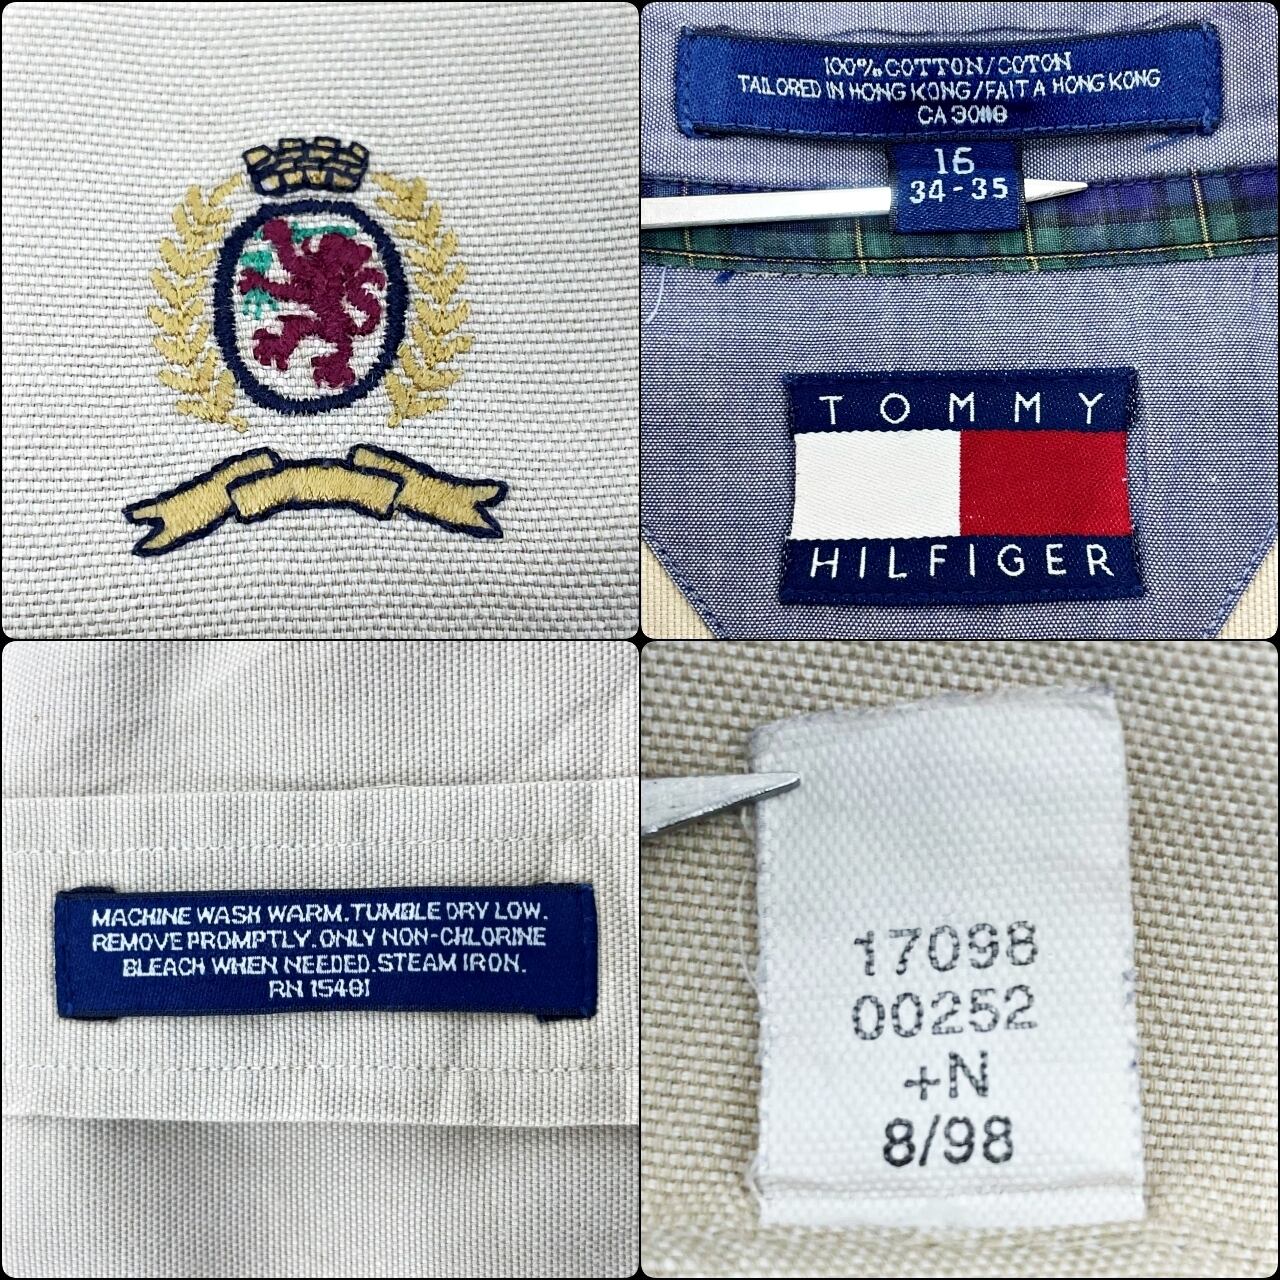 100% COTTON/COTON
TAILORED IN HONG KONG/FAIT A HONG KONG
CA 30118
16
34-35
TOMMY
HILFIGER
MACHINE WASH WARM. TUMBLE DRY LOW.
REMOVE PROMPTLY. ONLY NON-CHLORINE
BLEACH WHEN NEEDED. STEAM IRON.
RN 15481
17098
00252
+N
8/98